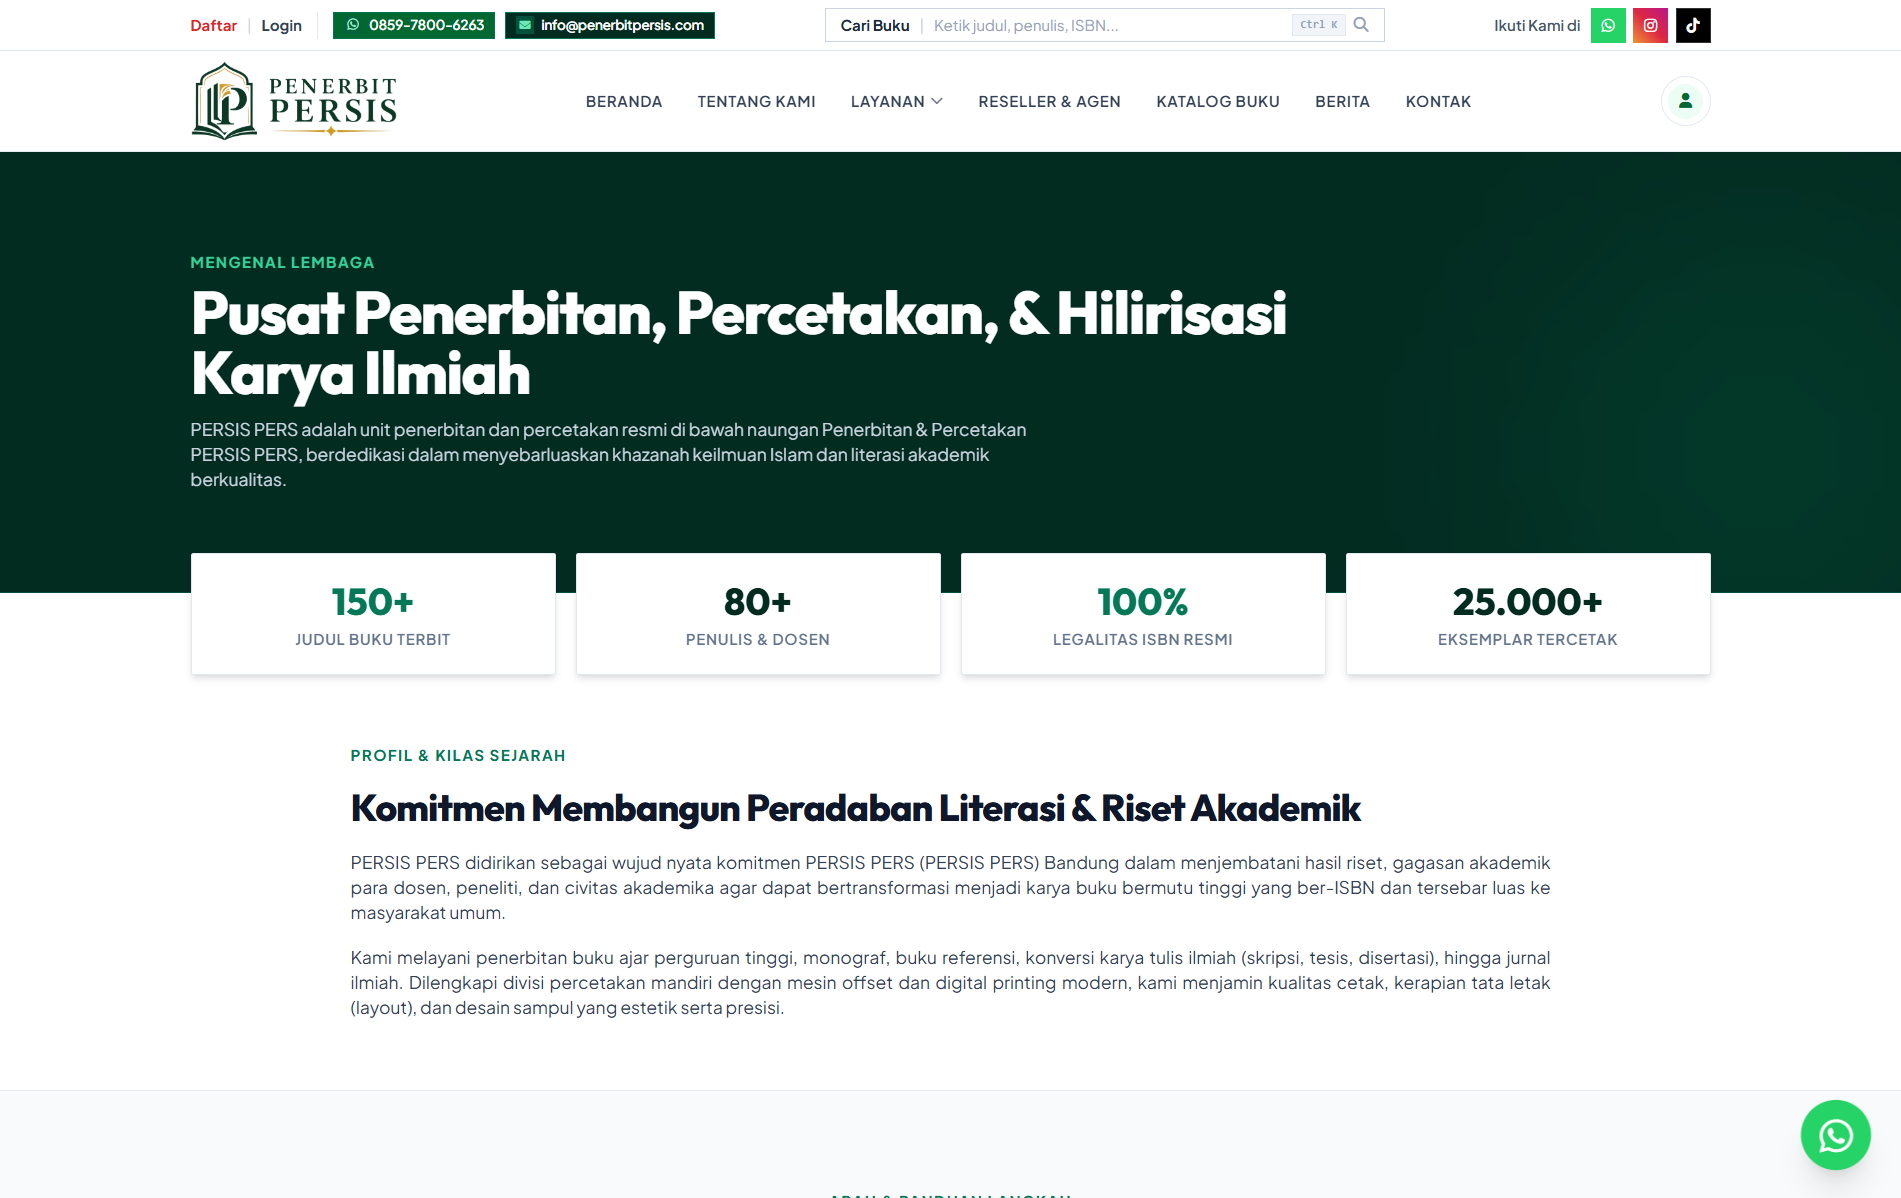 Daftar | Login
0859-7800-6263
info@penerbitpersis.com
Cari Buku | Ketik judul, penulis, ISBN...
Ctrl K
Ikuti Kami di
PENERBIT
PERSIS
BERANDA
TENTANG KAMI
LAYANAN
RESELLER & AGEN
KATALOG BUKU
BERITA
KONTAK
MENGENAL LEMBAGA
Pusat Penerbitan, Percetakan, & Hilirisasi
Karya Ilmiah
PERSIS PERS adalah unit penerbitan dan percetakan resmi di bawah naungan Penerbitan & Percetakan
PERSIS PERS, berdedikasi dalam menyebarluaskan khazanah keilmuan Islam dan literasi akademik
berkualitas.
150+
JUDUL BUKU TERBIT
80+
PENULIS & DOSEN
100%
LEGALITAS ISBN RESMI
25.000+
EKSEMPLAR TERCETAK
PROFIL & KILAS SEJARAH
Komitmen Membangun Peradaban Literasi & Riset Akademik
PERSIS PERS didirikan sebagai wujud nyata komitmen PERSIS PERS (PERSIS PERS) Bandung dalam menjembatani hasil riset, gagasan akademik
para dosen, peneliti, dan civitas akademika agar dapat bertransformasi menjadi karya buku bermutu tinggi yang ber-ISBN dan tersebar luas ke
masyarakat umum.
Kami melayani penerbitan buku ajar perguruan tinggi, monograf, buku referensi, konversi karya tulis ilmiah (skripsi, tesis, disertasi), hingga jurnal
ilmiah. Dilengkapi divisi percetakan mandiri dengan mesin offset dan digital printing modern, kami menjamin kualitas cetak, kerapian tata letak
(layout), dan desain sampul yang estetik serta presisi.